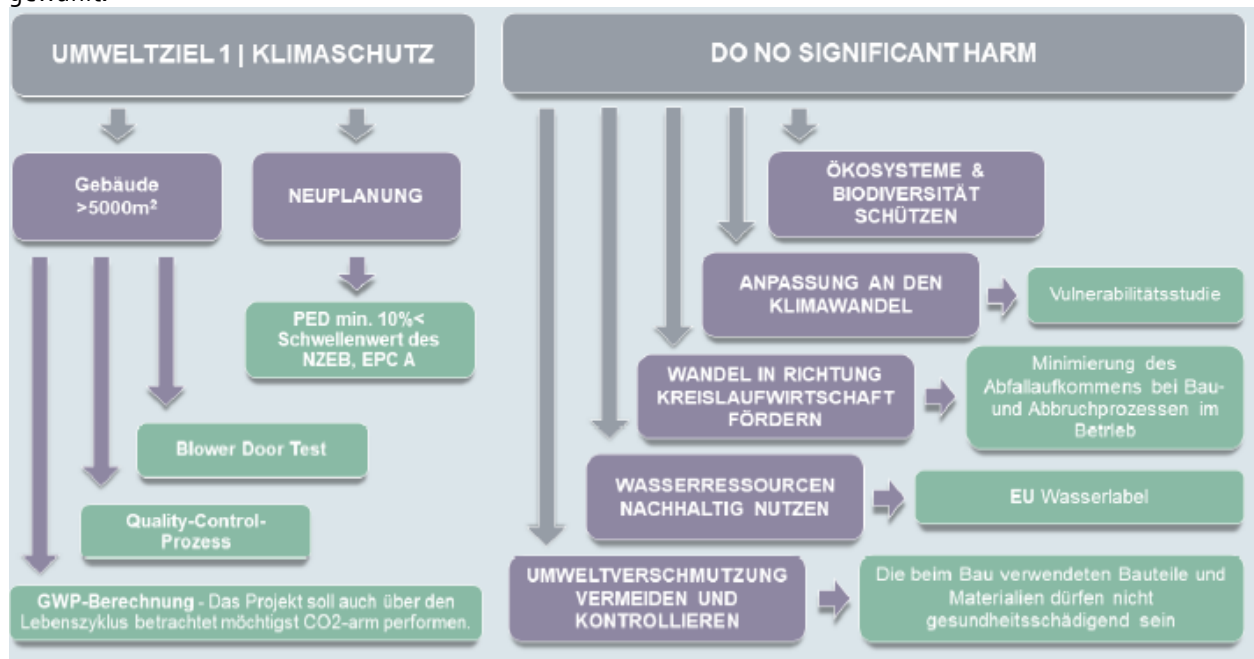 gewählt.
UMWELTZIEL 1 | KLIMASCHUTZ
Gebäude
>5000m²
NEUPLANUNG
PED min. 10%<
Schwellenwert des
NZEB, EPC A
Blower Door Test
Quality-Control-
Prozess
GWP-Berechnung - Das Projekt soll auch über den
Lebenszyklus betrachtet möchtigst CO2-arm performen.
DO NO SIGNIFICANT HARM
ÖKOSYSTEME &
BIODIVERSITÄT
SCHÜTZEN
ANPASSUNG AN DEN
KLIMAWANDEL
Vulnerabilitätsstudie
WANDEL IN RICHTUNG
KREISLAUFWIRTSCHAFT
FÖRDERN
Minimierung des
Abfallaufkommens bei Bau-
und Abbruchprozessen im
Betrieb
WASSERRESSOURCEN
NACHHALTIG NUTZEN
EU Wasserlabel
UMWELTVERSCHMUTZUNG
VERMEIDEN UND
KONTROLLIEREN
Die beim Bau verwendeten Bauteile und
Materialien dürfen nicht
gesundheitsschädigend sein